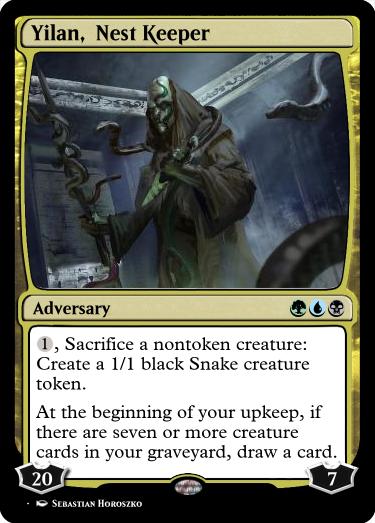 Yilan, Nest Keeper
Adversary
1, Sacrifice a nontoken creature:
Create a 1/1 black Snake creature
token.
At the beginning of your upkeep, if
there are seven or more creature
cards in your graveyard, draw a card.
20
7
Sebastian Horoszko